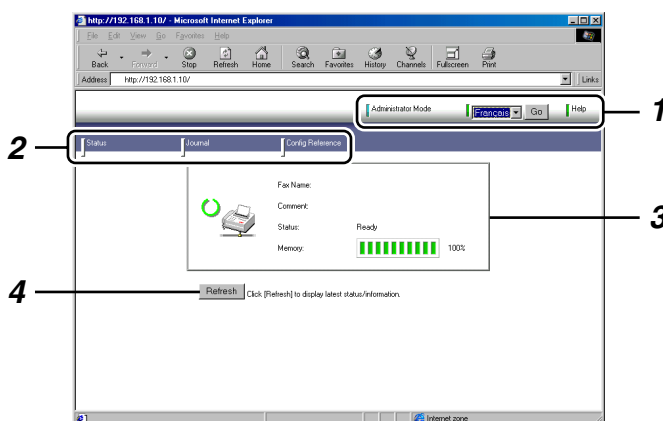 http://192.168.1.10/ - Microsoft Internet Explorer
File Edit View Go Favorites Help
Back Forward Stop Refresh Home Search Favorites History Channels Fullscreen Print
Address http://192.168.1.10/ Links
Administrator Mode Français Go Help 1
2 Status Journal Config Reference
Fax Name:
Comment:
Status: Ready 3
Memory: 100%
4 Refresh Click [Refresh] to display latest status/information.
Internet zone